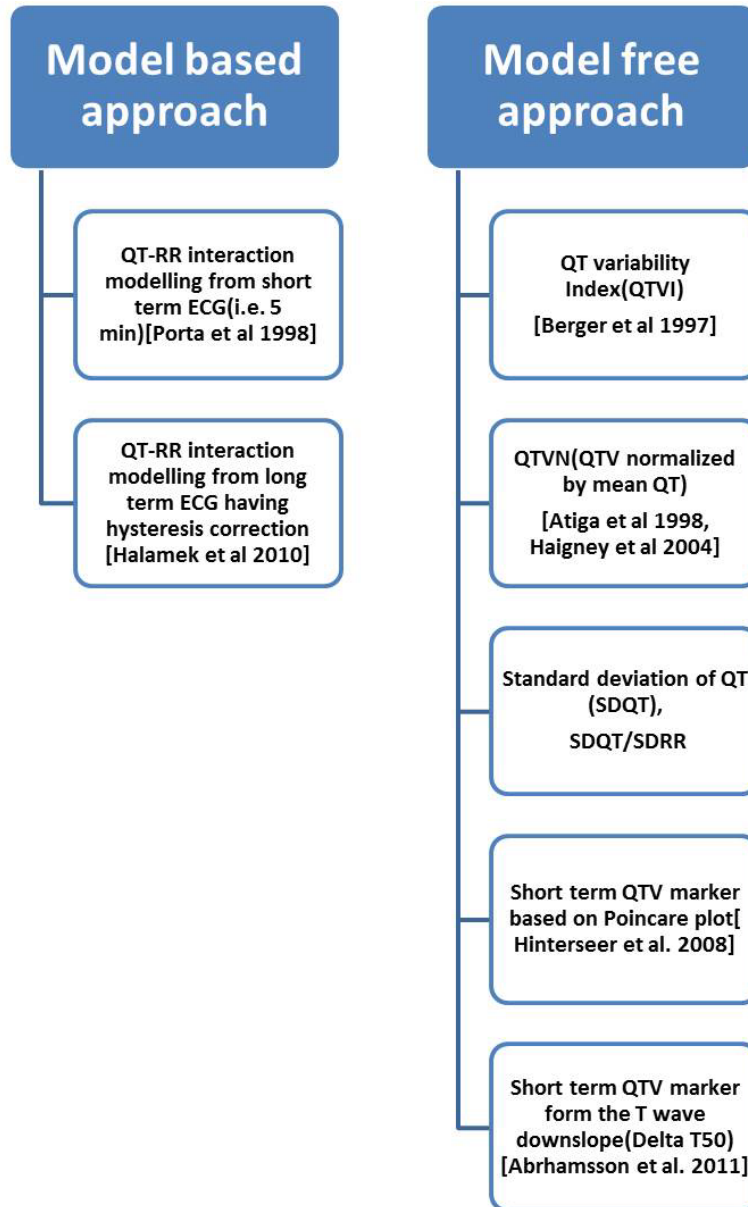 Model based
approach
QT-RR interaction
modelling from short
term ECG(i.e. 5
min)[Porta et al 1998]
QT-RR interaction
modelling from long
term ECG having
hysteresis correction
[Halamek et al 2010]
Model free
approach
QT variability
Index(QTVI)
[Berger et al 1997]
QTVN(QTV normalized
by mean QT)
[Atiga et al 1998,
Haigney et al 2004]
Standard deviation of QT
(SDQT),
SDQT/SDRR
Short term QTV marker
based on Poincare plot[
Hinterseer et al. 2008]
Short term QTV marker
form the T wave
downslope(Delta T50)
[Abrhamsson et al. 2011]